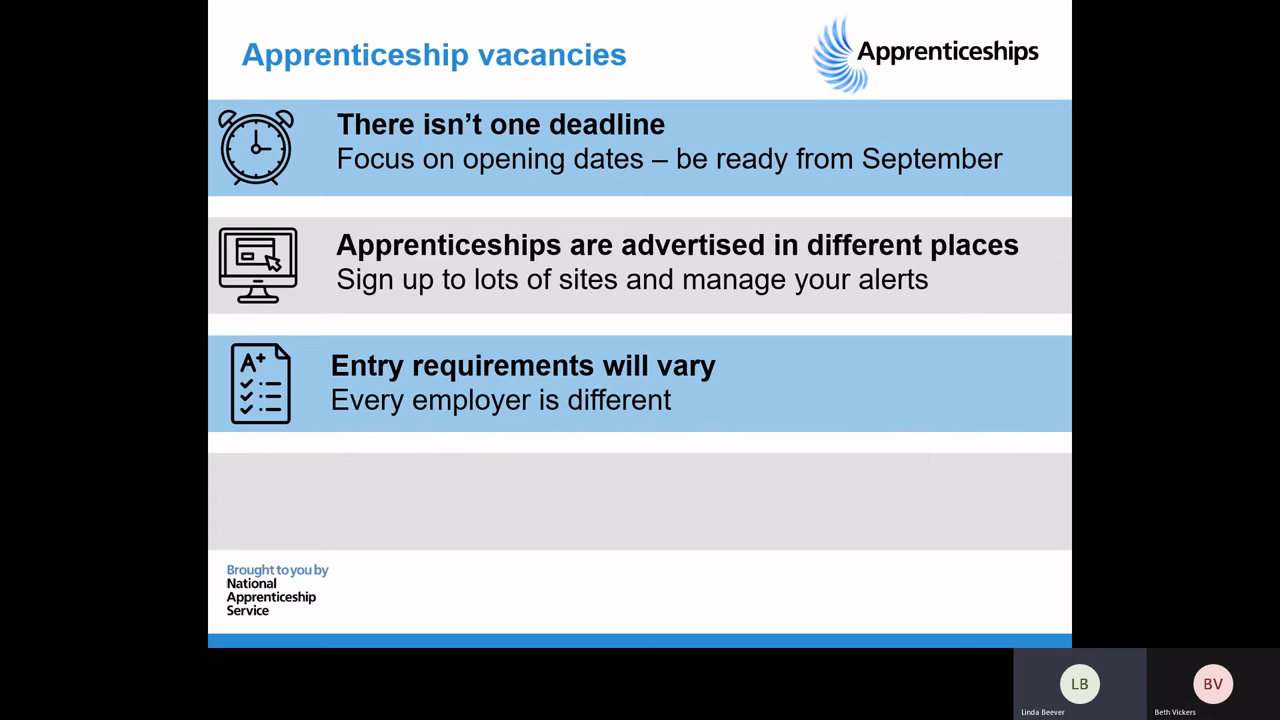 Apprenticeship vacancies
Apprenticeships
There isn’t one deadline
Focus on opening dates – be ready from September
Apprenticeships are advertised in different places
Sign up to lots of sites and manage your alerts
A+
Entry requirements will vary
Every employer is different
Brought to you by
National
Apprenticeship
Service
LB
BV
Linda Beever
Beth Vickers